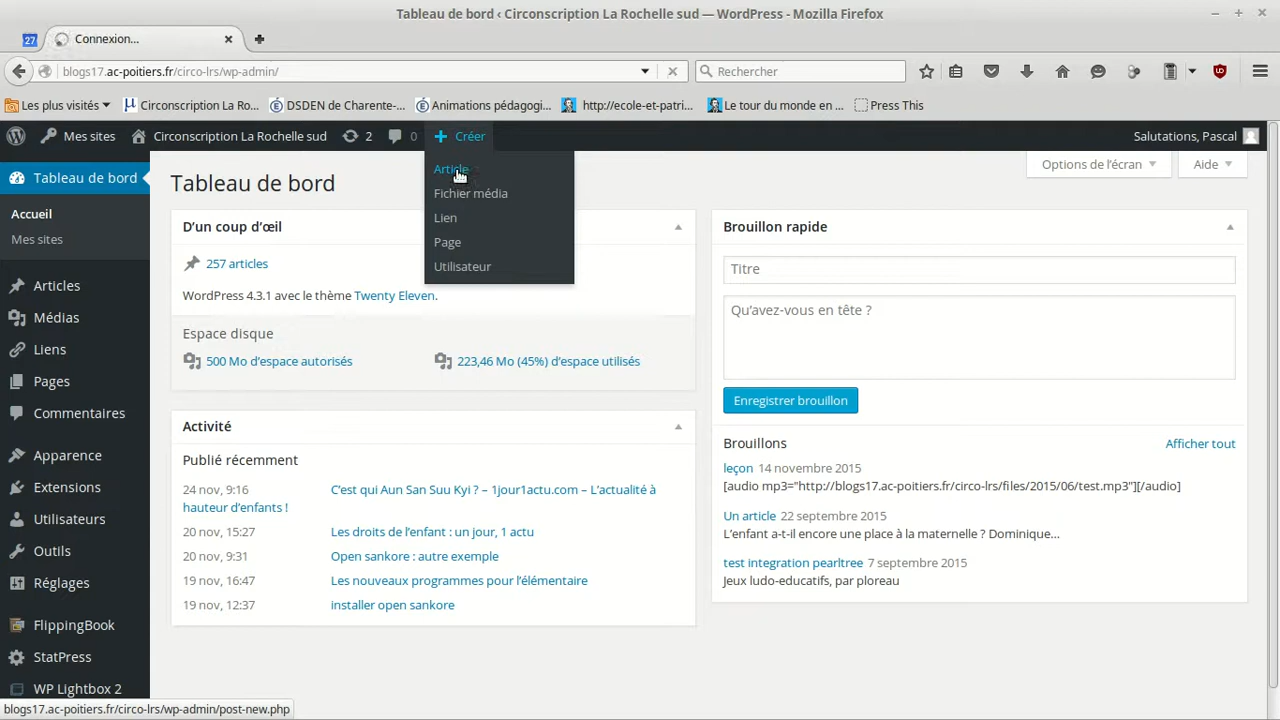 Tableau de bord ‹ Circonscription La Rochelle sud — WordPress - Mozilla Firefox
27
Connexion...
blogs17.ac-poitiers.fr/circo-lrs/wp-admin/
Rechercher
Les plus visités
Circonscription La Ro...
DSDEN de Charente-...
Animations pédagogi...
http://ecole-et-patri...
Le tour du monde en ...
Press This
Mes sites
Circonscription La Rochelle sud
2
0
Créer
Salutations, Pascal
Article
Fichier média
Lien
Page
Utilisateur
Options de l'écran
Aide
Tableau de bord
Accueil
Mes sites
Articles
Médias
Liens
Pages
Commentaires
Apparence
Extensions
Utilisateurs
Outils
Réglages
FlippingBook
StatPress
WP Lightbox 2
Tableau de bord
D’un coup d’œil
257 articles
WordPress 4.3.1 avec le thème Twenty Eleven.
Espace disque
500 Mo d’espace autorisés
223,46 Mo (45%) d’espace utilisés
Activité
Publié récemment
24 nov, 9:16 C’est qui Aun San Suu Kyi ? – 1jour1actu.com – L’actualité à
hauteur d’enfants !
20 nov, 15:27 Les droits de l’enfant : un jour, 1 actu
20 nov, 9:31 Open sankore : autre exemple
19 nov, 16:47 Les nouveaux programmes pour l’élémentaire
19 nov, 12:37 installer open sankore
Brouillon rapide
Titre
Qu’avez-vous en tête ?
Enregistrer brouillon
Brouillons
Afficher tout
leçon 14 novembre 2015
[audio mp3="http://blogs17.ac-poitiers.fr/circo-lrs/files/2015/06/test.mp3"][/audio]
Un article 22 septembre 2015
L’enfant a-t-il encore une place à la maternelle ? Dominique…
test integration pearltree 7 septembre 2015
Jeux ludo-educatifs, par ploreau
blogs17.ac-poitiers.fr/circo-lrs/wp-admin/post-new.php